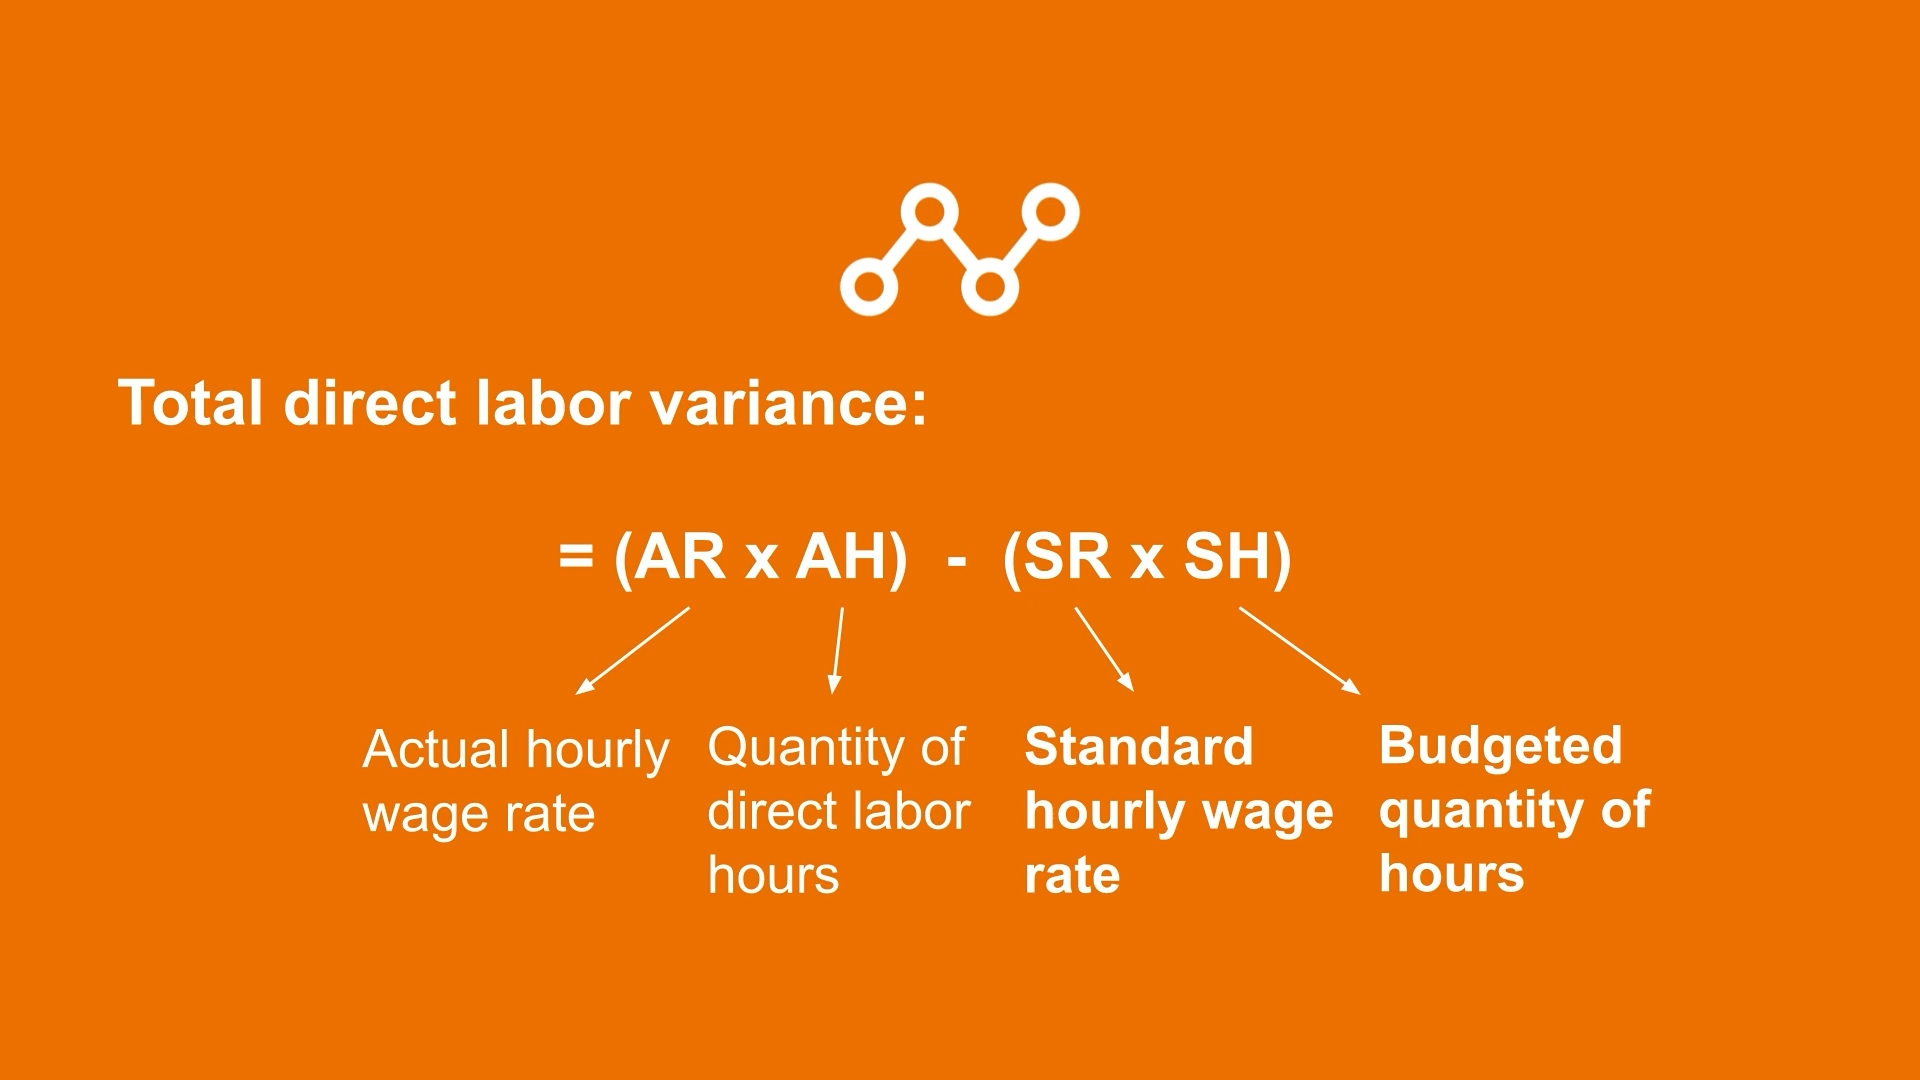 Total direct labor variance:
= (AR x AH) - (SR x SH)
Actual hourly
wage rate
Quantity of
direct labor
hours
Standard
hourly wage
rate
Budgeted
quantity of
hours